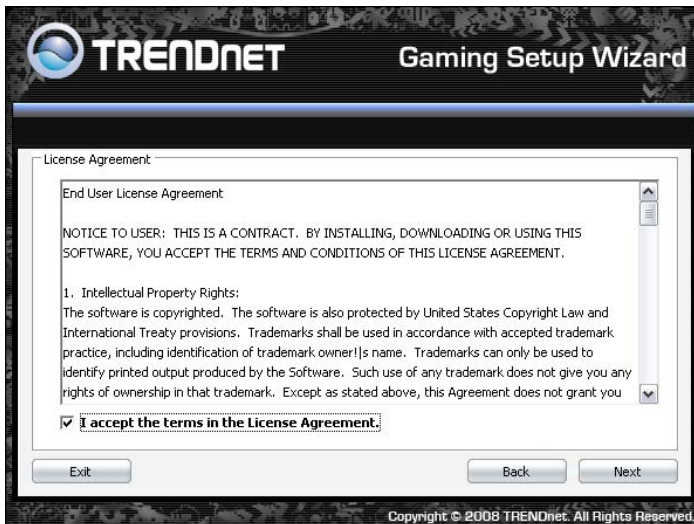 TRENDNET
Gaming Setup Wizard
License Agreement
End User License Agreement
NOTICE TO USER: THIS IS A CONTRACT. BY INSTALLING, DOWNLOADING OR USING THIS
SOFTWARE, YOU ACCEPT THE TERMS AND CONDITIONS OF THIS LICENSE AGREEMENT.
1. Intellectual Property Rights:
The software is copyrighted. The software is also protected by United States Copyright Law and
International Treaty provisions. Trademarks shall be used in accordance with accepted trademark
practice, including identification of trademark owner!|s name. Trademarks can only be used to
identify printed output produced by the Software. Such use of any trademark does not give you any
rights of ownership in that trademark. Except as stated above, this Agreement does not grant you
I accept the terms in the License Agreement.
Exit
Back
Next
Copyright © 2008 TRENDnet. All Rights Reserved.